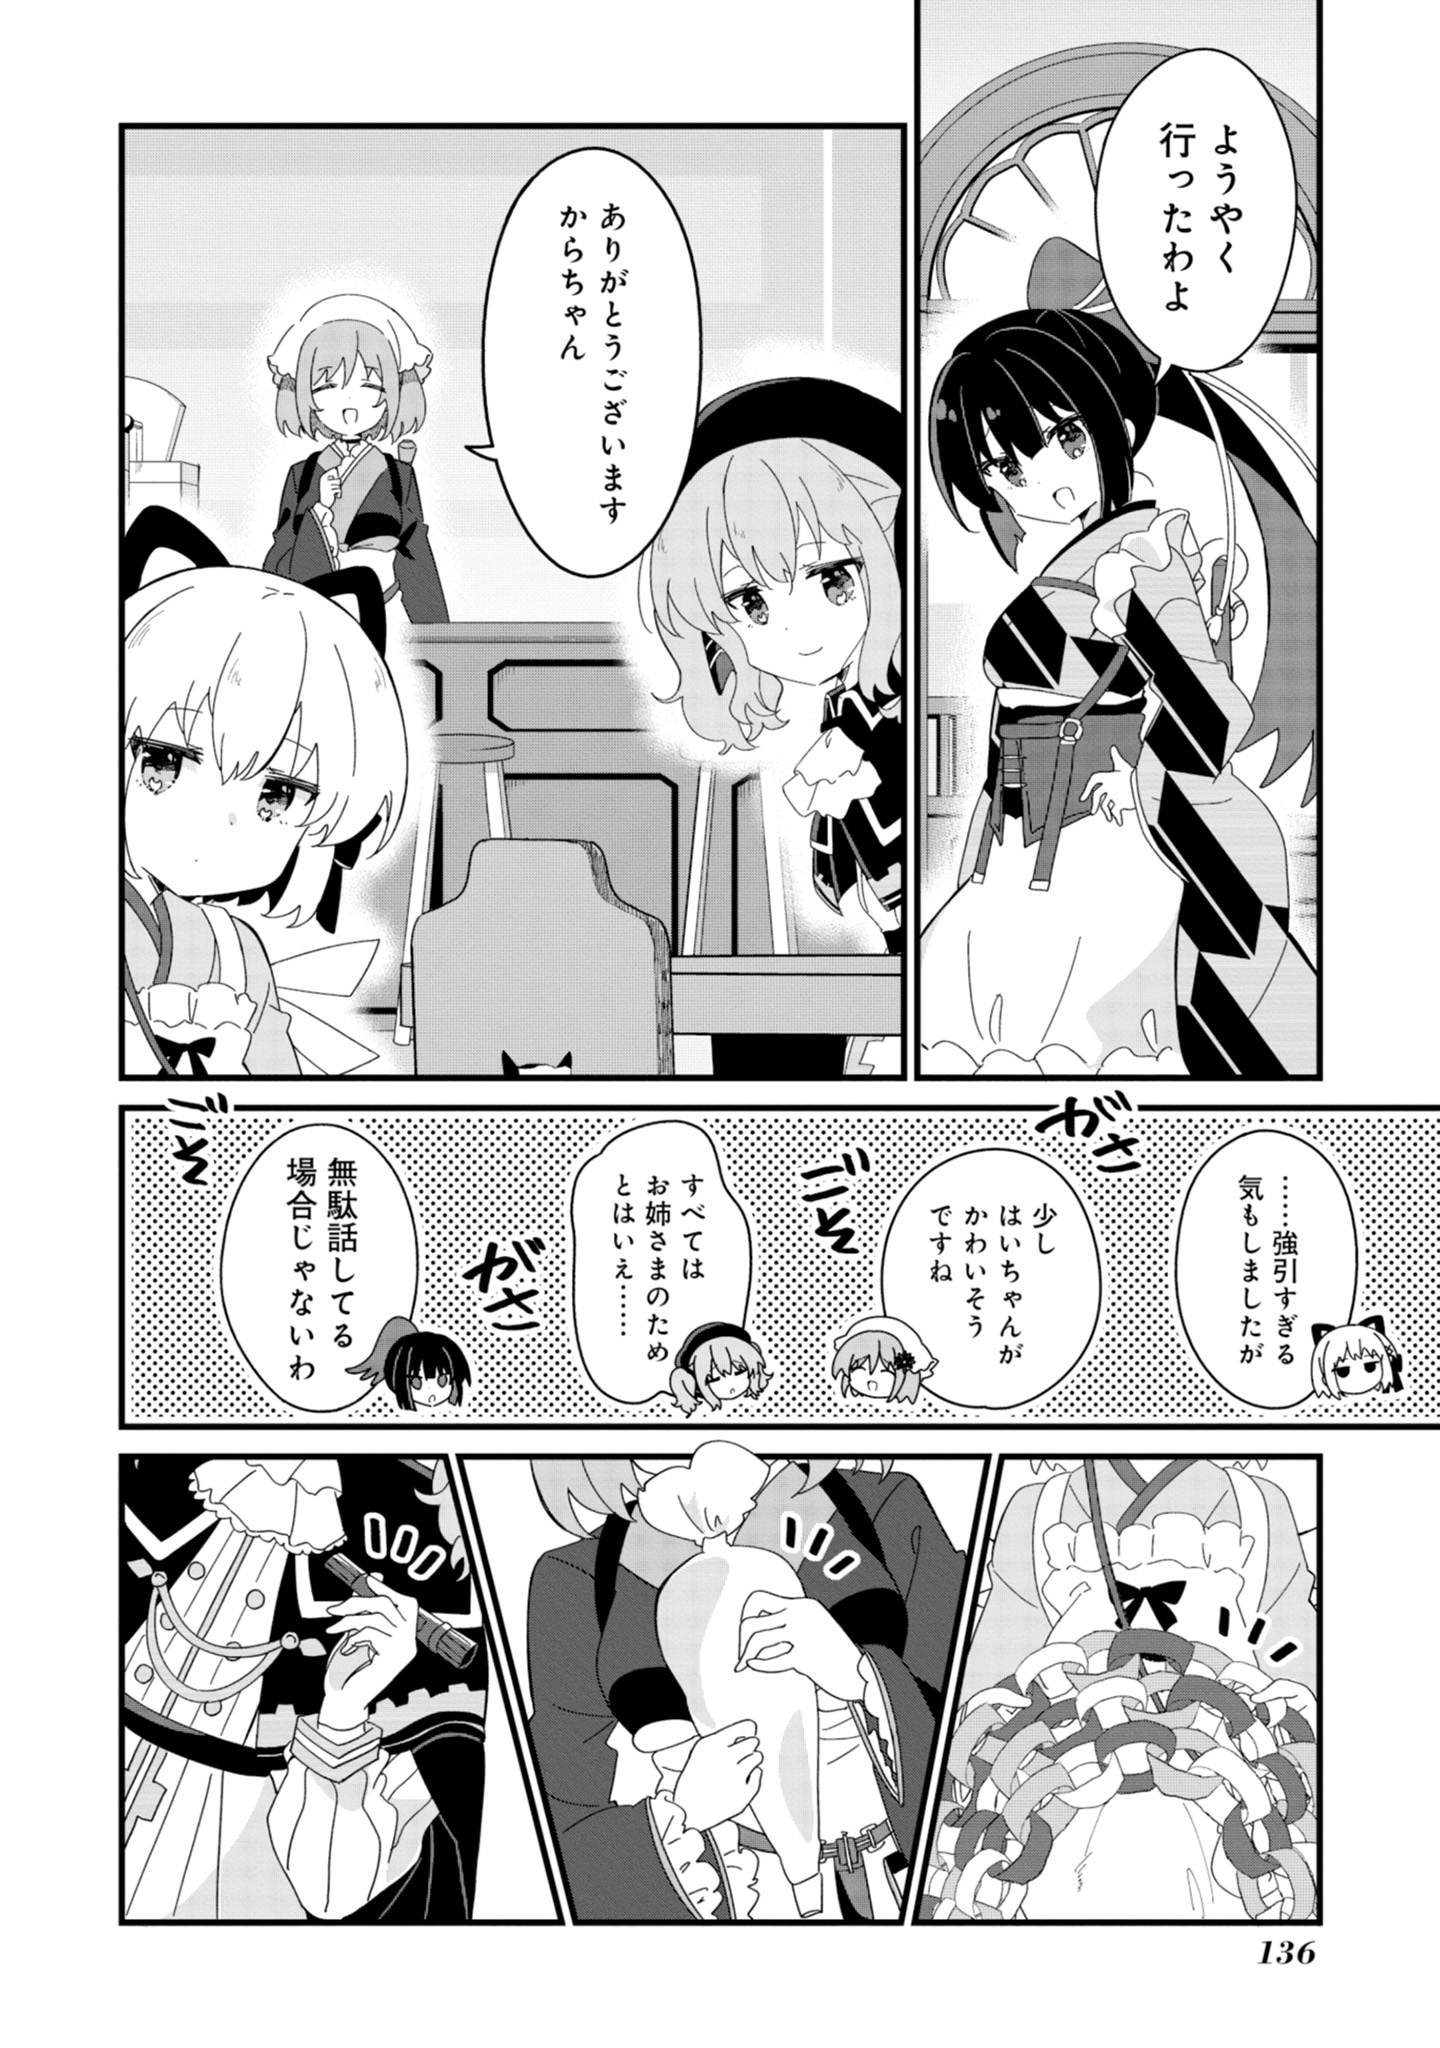 ようやく
行ったわよ
ありがとうございます
からちゃん
……強引すぎる
気もしましたが
ガサ
少し
はいちゃんが
かわいそう
ですね
ごそ
すべては
お姉さまのため
とはいえ……
ガサ
無駄話してる
場合じゃないわ
ごそ
136